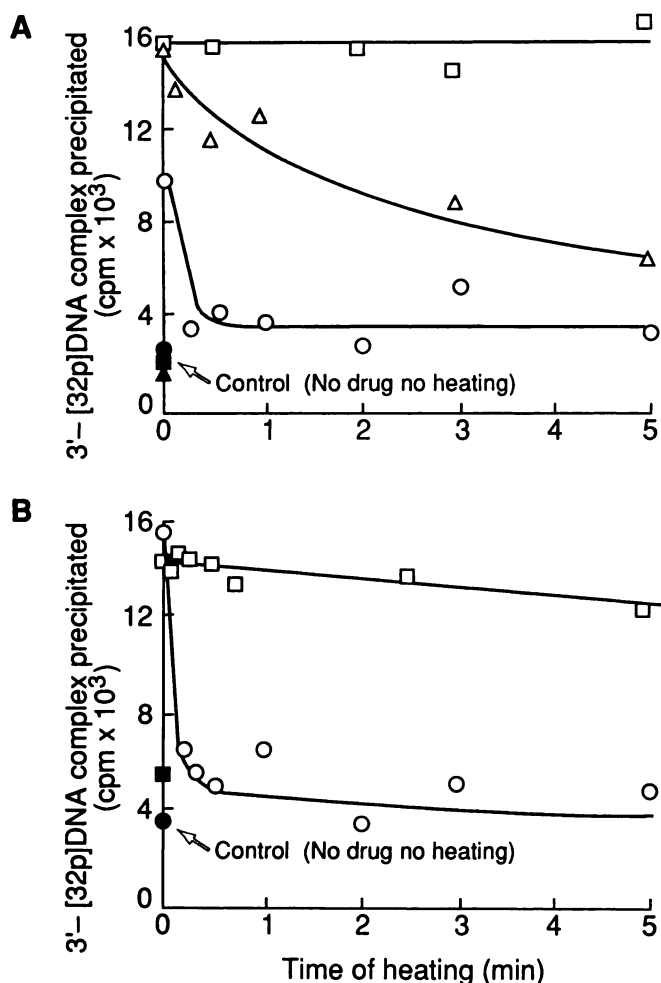 A
3'– [32p]DNA complex precipitated
(cpm x 10³)
16
12
8
4
0
Control (No drug no heating)
0 1 2 3 4 5
B
3'– [32p]DNA complex precipitated
(cpm x 10³)
16
12
8
4
0
Control (No drug no heating)
0 1 2 3 4 5
Time of heating (min)